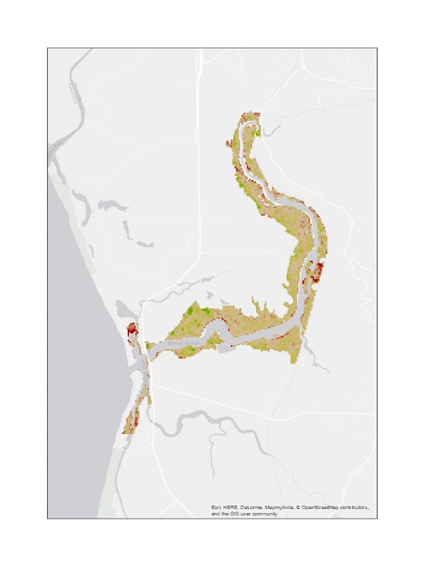 Esri, HERE, DeLorme, MapmyIndia, © OpenStreetMap contributors,
and the GIS user community